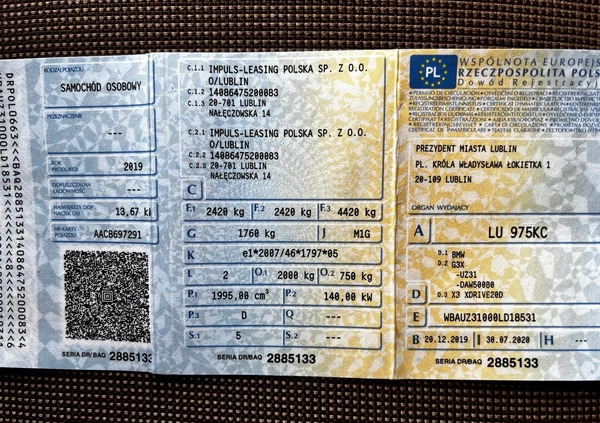 RODZAJ POJAZDU
SAMOCHÓD OSOBOWY
PRZEZNACZENIE
---
ROK PRODUKCJI
2019
DOPUSZCZALNA ŁADOWNOŚĆ
---
NAJWIĘKSZY DOP. NACISK OSI
13,67 k
NR KARTY POJAZDU
AAC8697291
SERIA DR/BAQ 2885133
C.1.1 IMPULS-LEASING POLSKA SP. Z O.O.
O/LUBLIN
C.1.2 14086475200083
C.1.3 20-701 LUBLIN
NAŁĘCZOWSKA 14
C.2.1 IMPULS-LEASING POLSKA SP. Z O.O.
O/LUBLIN
C.2.2 14086475200083
C.2.3 20-701 LUBLIN
NAŁĘCZOWSKA 14
C
F.1 2420 kg F.2 2420 kg F.3 4420 kg
G 1760 kg J M1G
K e1*2007/46*1797*05
L 2 O.1 2000 kg O.2 750 kg
P.1 1995,00 cm³ P.2 140,00 kW
P.3 D Q ---
S.1 5 S.2 ---
SERIA DR/BAQ 2885133
PL
WSPÓLNOTA EUROPEJS
RZECZPOSPOLITA POLS
Dowód Rejestracyj
PREZYDENT MIASTA LUBLIN
PL. KRÓLA WŁADYSŁAWA ŁOKIETKA 1
20-109 LUBLIN
ORGAN WYDAJĄCY
A LU 975KC
D.1 BMW
D.2 G3X
-UZ31
-DAW500B0
D D.3 X3 XDRIVE20D
E WBAUZ31000LD18531
B 20.12.2019 I 30.07.2020 H ---
SERIA DR/BAQ 2885133